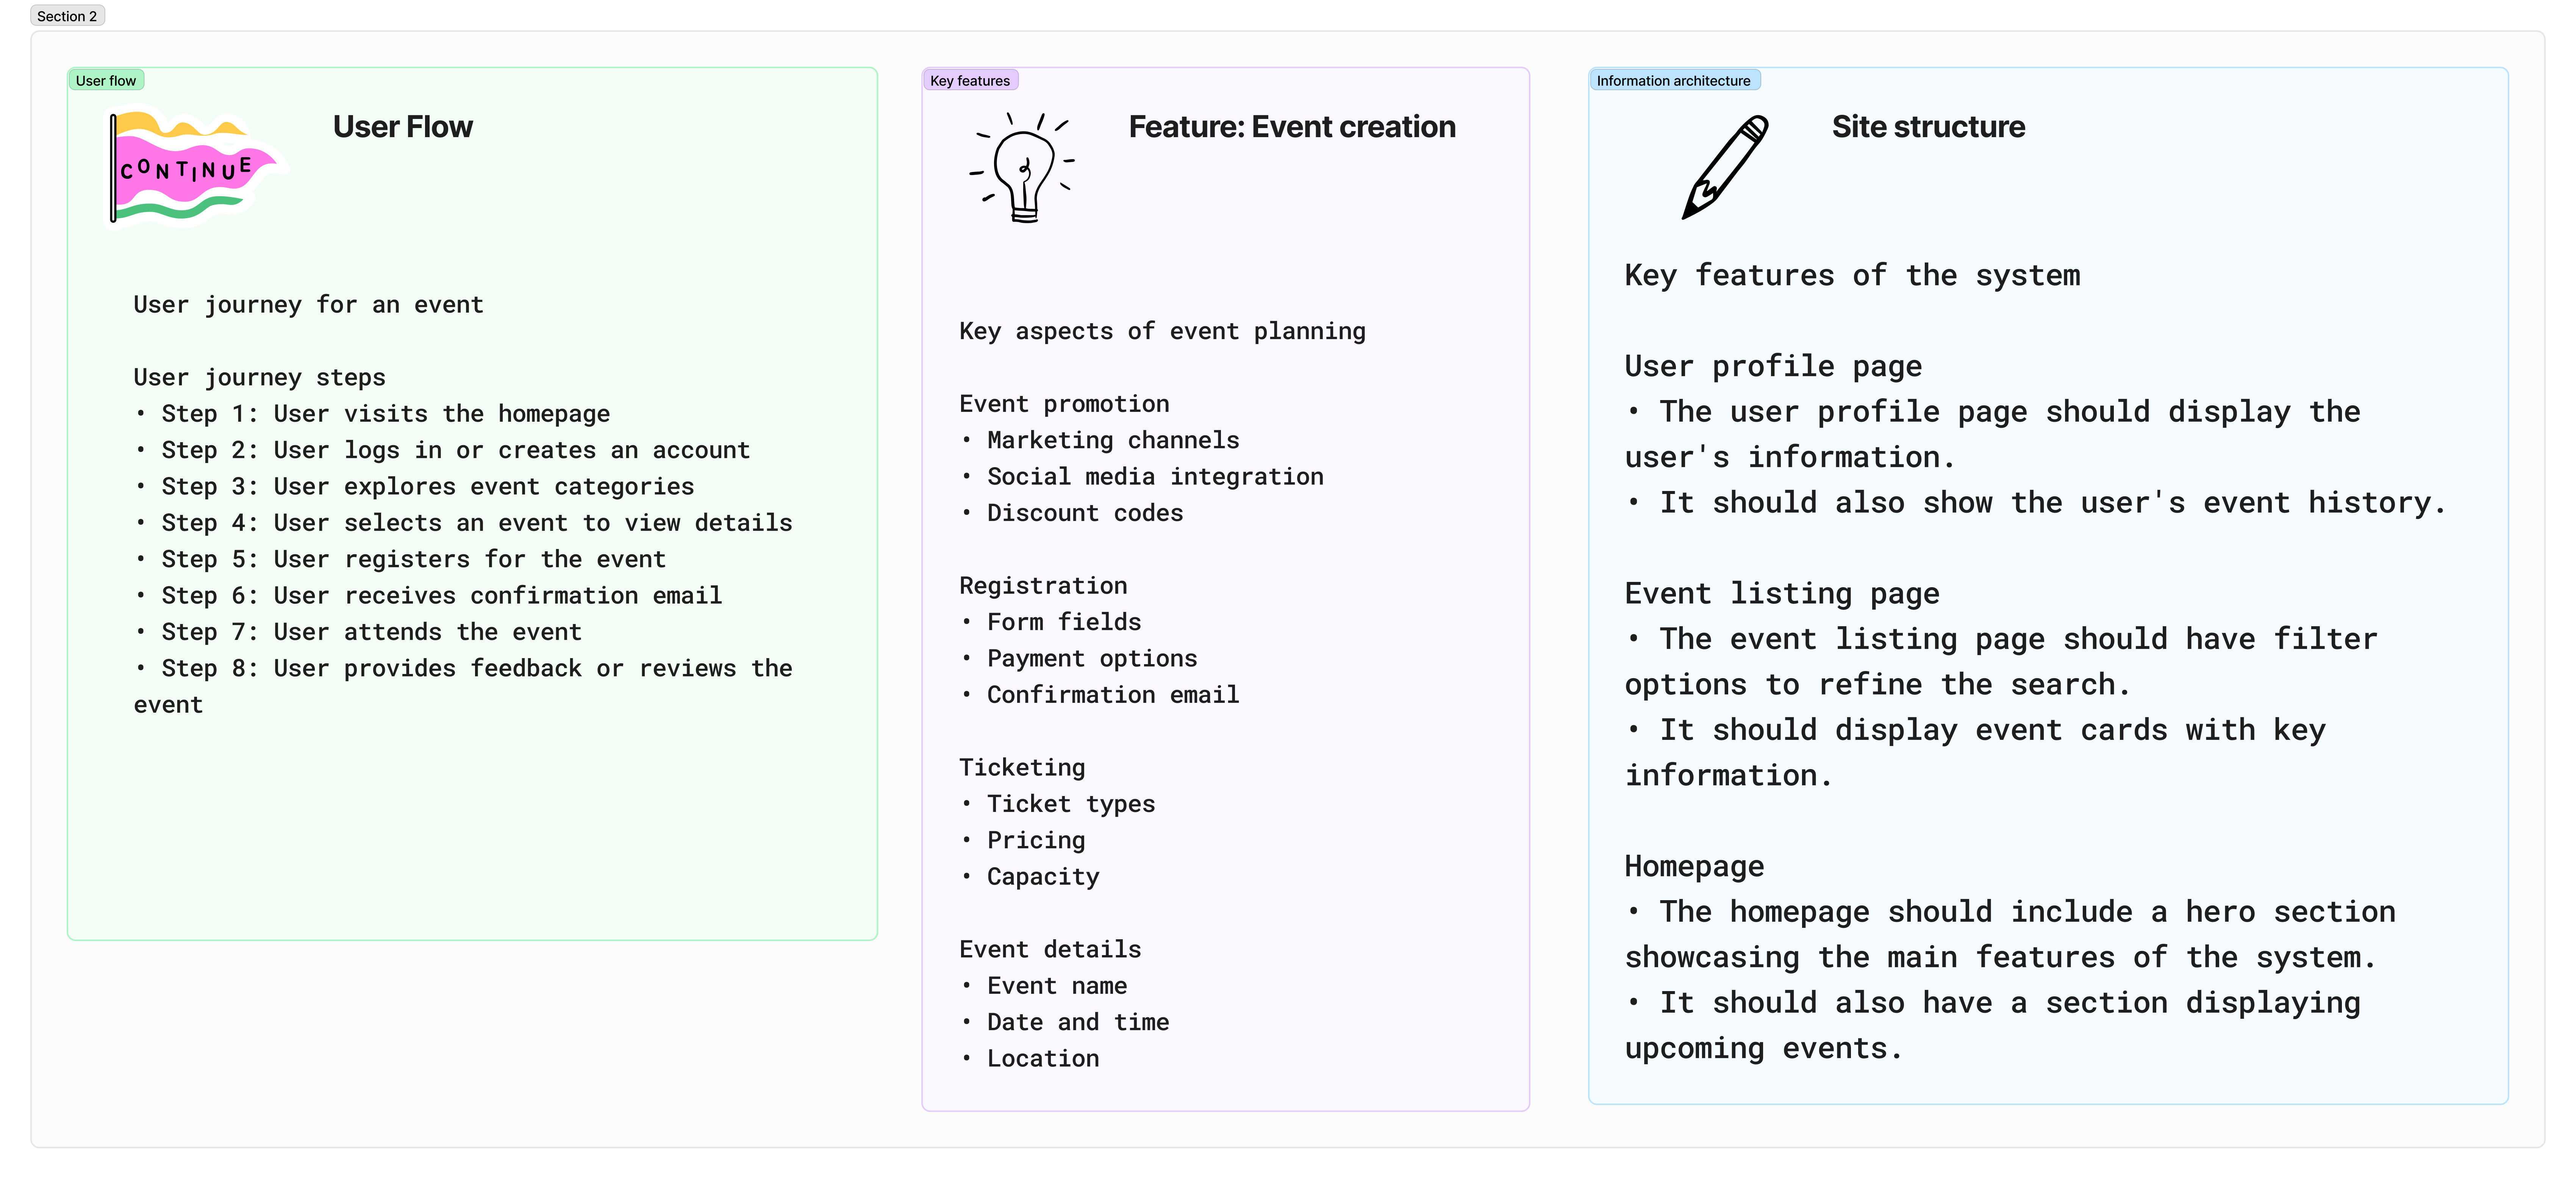 Section 2
User flow
CONTINUE
User Flow
User journey for an event
User journey steps
• Step 1: User visits the homepage
• Step 2: User logs in or creates an account
• Step 3: User explores event categories
• Step 4: User selects an event to view details
• Step 5: User registers for the event
• Step 6: User receives confirmation email
• Step 7: User attends the event
• Step 8: User provides feedback or reviews the
event
Key features
Feature: Event creation
Key aspects of event planning
Event promotion
• Marketing channels
• Social media integration
• Discount codes
Registration
• Form fields
• Payment options
• Confirmation email
Ticketing
• Ticket types
• Pricing
• Capacity
Event details
• Event name
• Date and time
• Location
Information architecture
Site structure
Key features of the system
User profile page
• The user profile page should display the
user's information.
• It should also show the user's event history.
Event listing page
• The event listing page should have filter
options to refine the search.
• It should display event cards with key
information.
Homepage
• The homepage should include a hero section
showcasing the main features of the system.
• It should also have a section displaying
upcoming events.